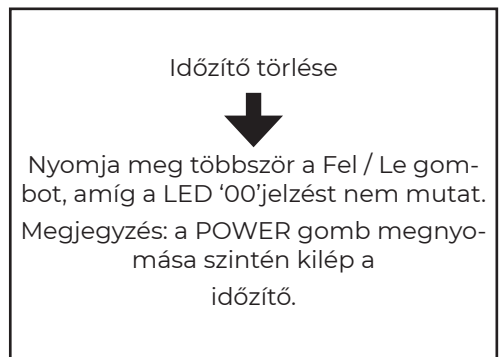 Időzítő törlése
Nyomja meg többször a Fel / Le gom-
bot, amíg a LED ‘00’jelzést nem mutat.
Megjegyzés: a POWER gomb megnyo-
mása szintén kilép a
időzítő.